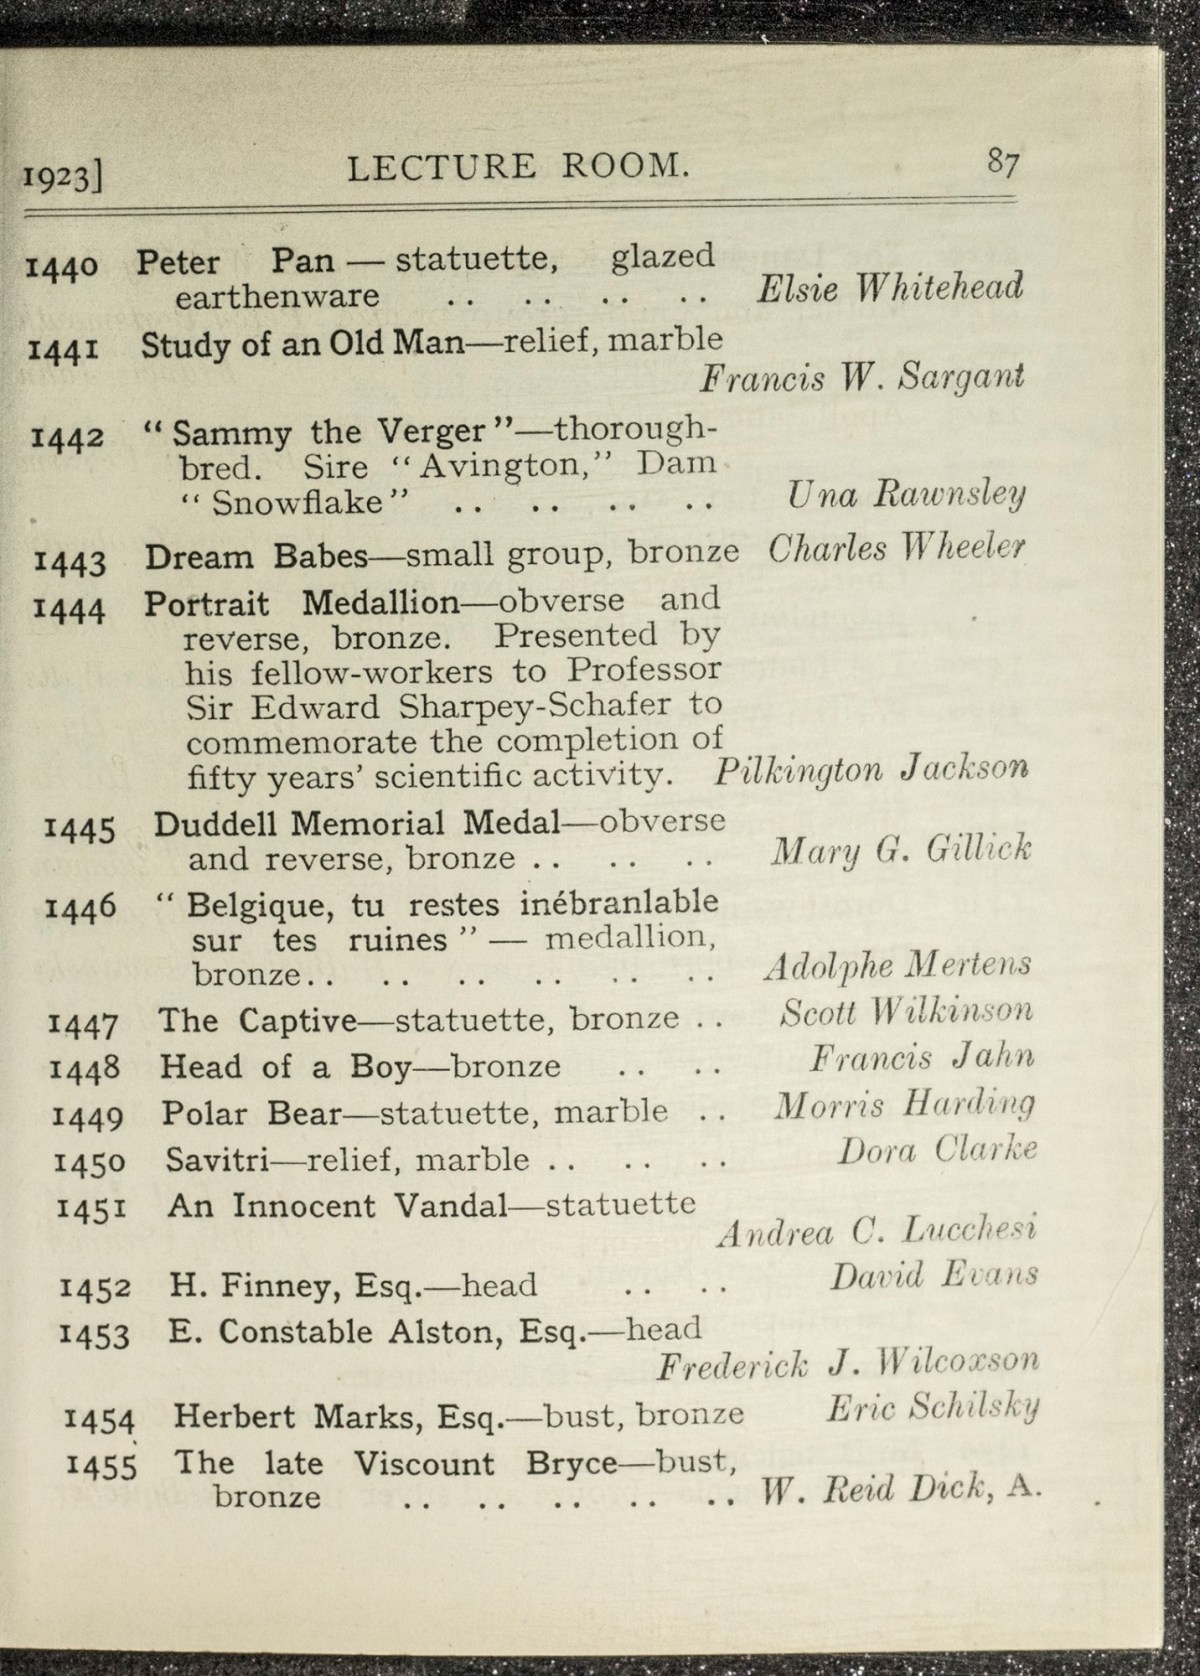 1923] LECTURE ROOM. 87
1440 Peter Pan — statuette, glazed
earthenware .. .. .. .. Elsie Whitehead
1441 Study of an Old Man—relief, marble
Francis W. Sargant
1442 “ Sammy the Verger ”—thorough-
bred. Sire “ Avington,” Dam
“ Snowflake ” .. .. .. .. Una Rawnsley
1443 Dream Babes—small group, bronze Charles Wheeler
1444 Portrait Medallion—obverse and
reverse, bronze. Presented by
his fellow-workers to Professor
Sir Edward Sharpey-Schafer to
commemorate the completion of
fifty years’ scientific activity. Pilkington Jackson
1445 Duddell Memorial Medal—obverse
and reverse, bronze .. .. .. Mary G. Gillick
1446 “ Belgique, tu restes inébranlable
sur tes ruines ” — medallion,
bronze.. .. .. .. .. .. Adolphe Mertens
1447 The Captive—statuette, bronze .. Scott Wilkinson
1448 Head of a Boy—bronze .. .. Francis Jahn
1449 Polar Bear—statuette, marble .. Morris Harding
1450 Savitri—relief, marble .. .. .. Dora Clarke
1451 An Innocent Vandal—statuette
Andrea C. Lucchesi
1452 H. Finney, Esq.—head .. .. David Evans
1453 E. Constable Alston, Esq.—head
Frederick J. Wilcoxson
1454 Herbert Marks, Esq.—bust, bronze Eric Schilsky
1455 The late Viscount Bryce—bust,
bronze .. .. .. .. .. W. Reid Dick, A.